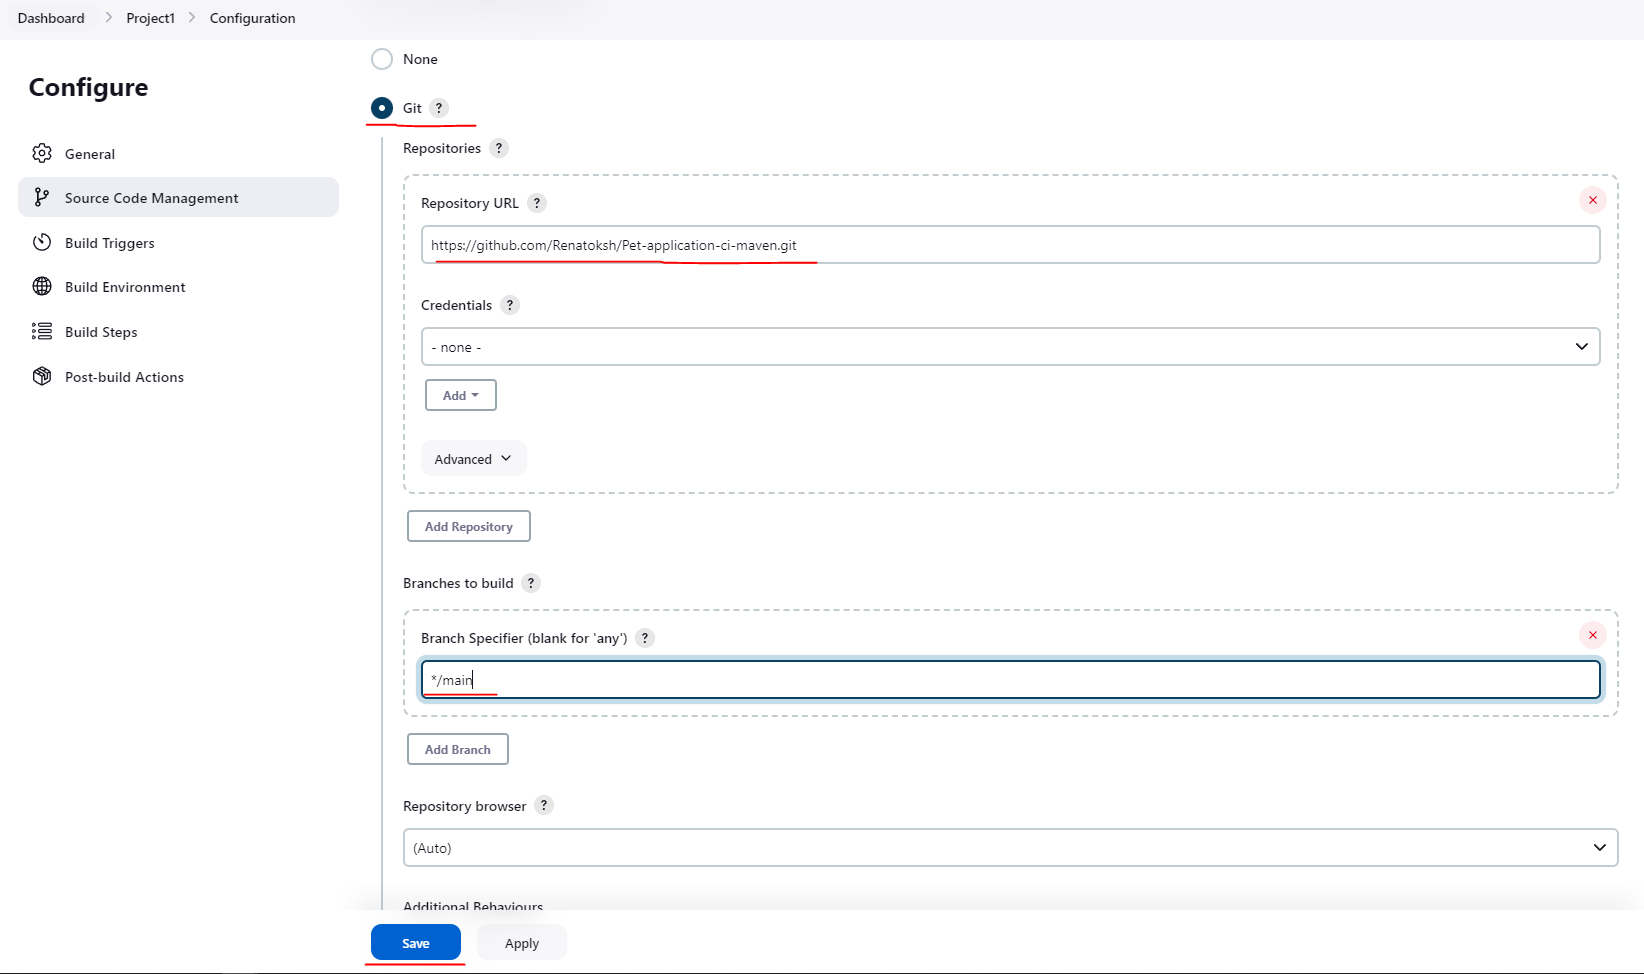 Dashboard > Project1 > Configuration
Configure
General
Source Code Management
Build Triggers
Build Environment
Build Steps
Post-build Actions
None
Git ?
Repositories ?
Repository URL ?
https://github.com/Renatoksh/Pet-application-ci-maven.git
Credentials ?
- none -
Add
Advanced
Add Repository
Branches to build ?
Branch Specifier (blank for 'any') ?
*/main
Add Branch
Repository browser ?
(Auto)
Additional Behaviours
Save Apply